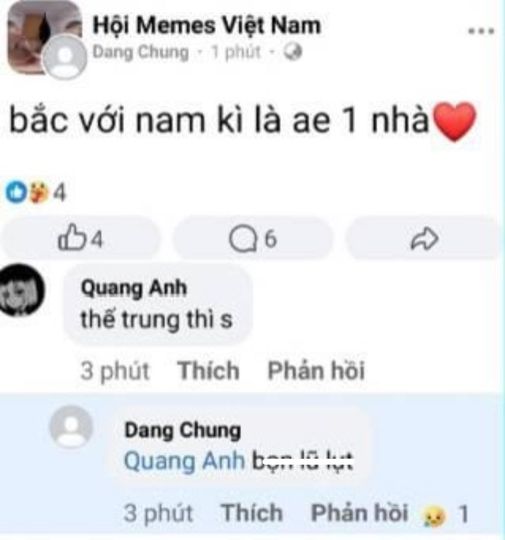 Hội Memes Việt Nam
Dang Chung · 1 phút ·
bắc với nam kì là ae 1 nhà❤️
4
4 6
Quang Anh
thế trung thì s
3 phút Thích Phản hồi
Dang Chung
Quang Anh bọn lũ lụt
3 phút Thích Phản hồi 😢 1